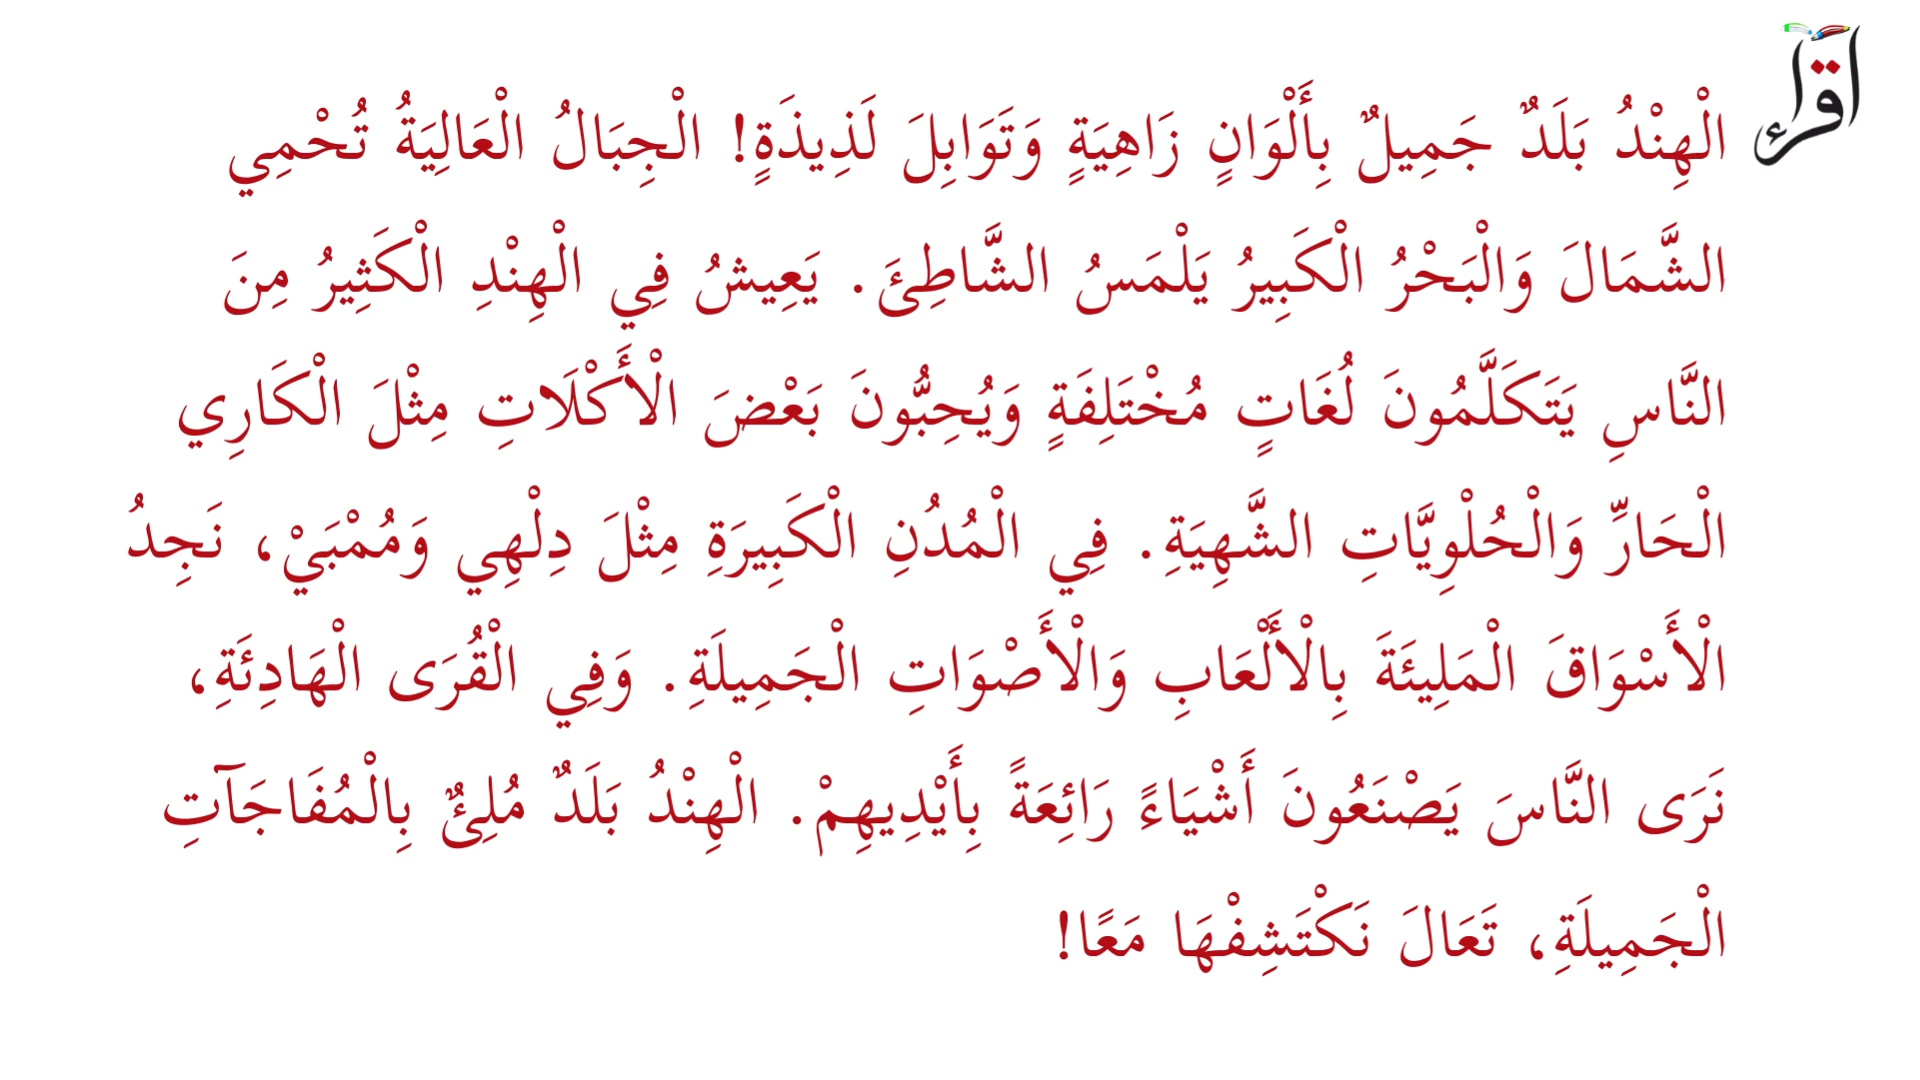 اقرأ
الْهِنْدُ بَلَدٌ جَمِيلٌ بِأَلْوَانٍ زَاهِيَةٍ وَتَوَابِلَ لَذِيذَةٍ! الْجِبَالُ الْعَالِيَةُ تُحْمِي
الشَّمَالَ وَالْبَحْرُ الْكَبِيرُ يَلْمَسُ الشَّاطِئَ. يَعِيشُ فِي الْهِنْدِ الْكَثِيرُ مِنَ
النَّاسِ يَتَكَلَّمُونَ لُغَاتٍ مُخْتَلِفَةٍ وَيُحِبُّونَ بَعْضَ الْأَكْلَاتِ مِثْلَ الْكَارِي
الْحَارِّ وَالْحُلْوِيَّاتِ الشَّهِيَةِ. فِي الْمُدُنِ الْكَبِيرَةِ مِثْلَ دِلْهِي وَمُمْبَيْ، نَجِدُ
الْأَسْوَاقَ الْمَلِيئَةَ بِالْأَلْعَابِ وَالْأَصْوَاتِ الْجَمِيلَةِ. وَفِي الْقُرَى الْهَادِئَةِ،
نَرَى النَّاسَ يَصْنَعُونَ أَشْيَاءً رَائِعَةً بِأَيْدِيهِمْ. الْهِنْدُ بَلَدٌ مُلِئٌ بِالْمُفَاجَآتِ
الْجَمِيلَةِ، تَعَالَ نَكْتَشِفْهَا مَعًا!